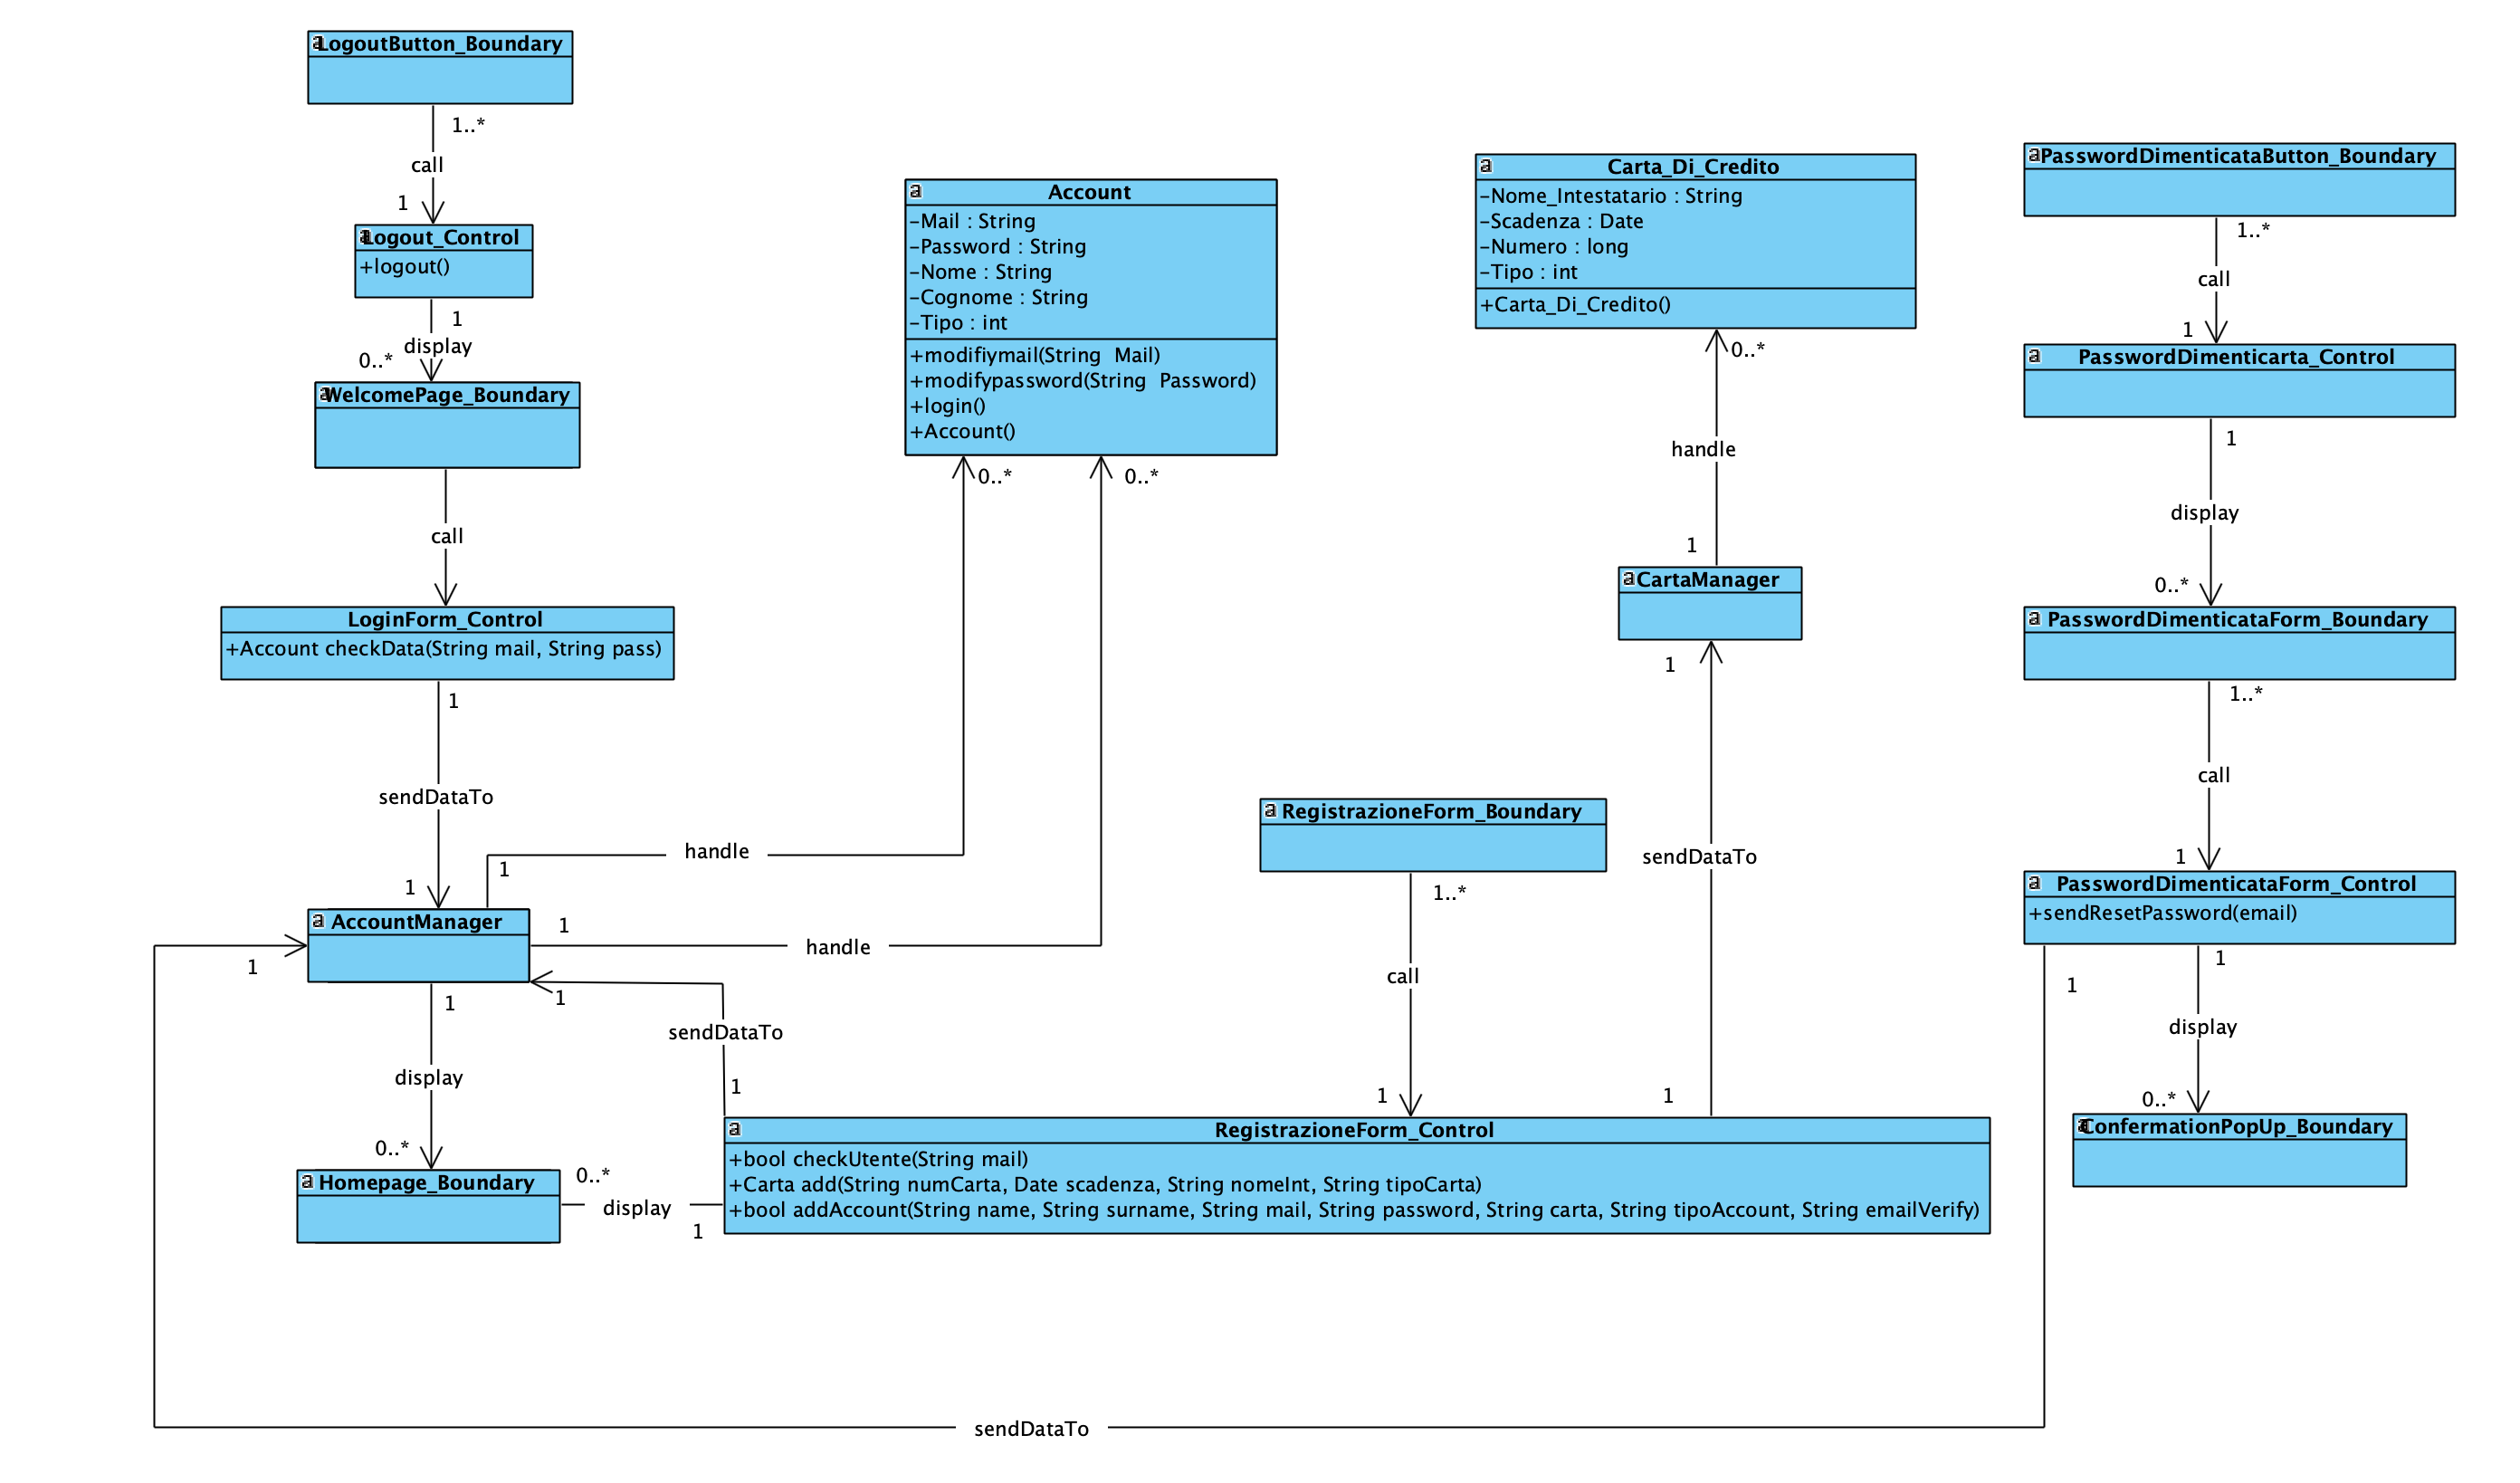 LogoutButton_Boundary
1..*
call
1
Logout_Control
+logout()
1
display
0..*
WelcomePage_Boundary
call
LoginForm_Control
+Account checkData(String mail, String pass)
1
sendDataTo
1
AccountManager
1
handle
0..*
1
handle
0..*
Account
-Mail : String
-Password : String
-Nome : String
-Cognome : String
-Tipo : int
+modifiymail(String  Mail)
+modifypassword(String  Password)
+login()
+Account()
1
display
0..*
Homepage_Boundary
0..*
display
1
1
sendDataTo
1
RegistrazioneForm_Boundary
1..*
call
1
RegistrazioneForm_Control
+bool checkUtente(String mail)
+Carta add(String numCarta, Date scadenza, String nomeInt, String tipoCarta)
+bool addAccount(String name, String surname, String mail, String password, String carta, String tipoAccount, String emailVerify)
1
sendDataTo
1
CartaManager
1
handle
0..*
Carta_Di_Credito
-Nome_Intestatario : String
-Scadenza : Date
-Numero : long
-Tipo : int
+Carta_Di_Credito()
PasswordDimenticataButton_Boundary
1..*
call
1
PasswordDimenticarta_Control
1
display
0..*
PasswordDimenticataForm_Boundary
1..*
call
1
PasswordDimenticataForm_Control
+sendResetPassword(email)
1
display
0..*
ConfermationPopUp_Boundary
1
sendDataTo
1